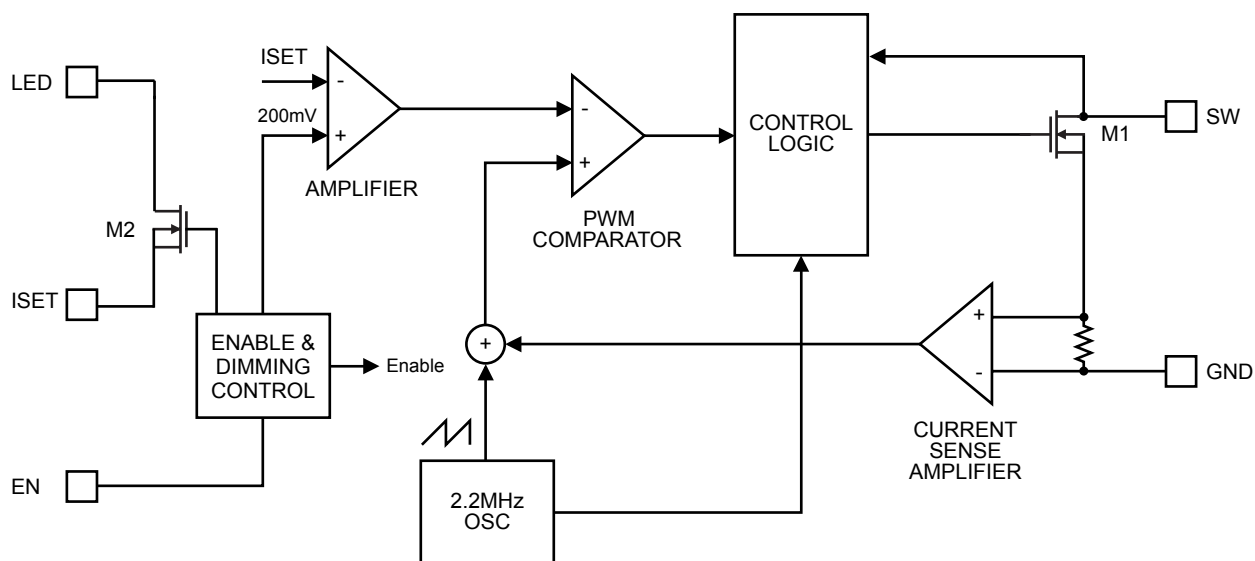 LED
ISET
200mV
-
+
AMPLIFIER
-
+
PWM
COMPARATOR
CONTROL
LOGIC
M1
SW
M2
ISET
ENABLE &
DIMMING
CONTROL
Enable
+
+
-
GND
CURRENT
SENSE
AMPLIFIER
EN
2.2MHz
OSC